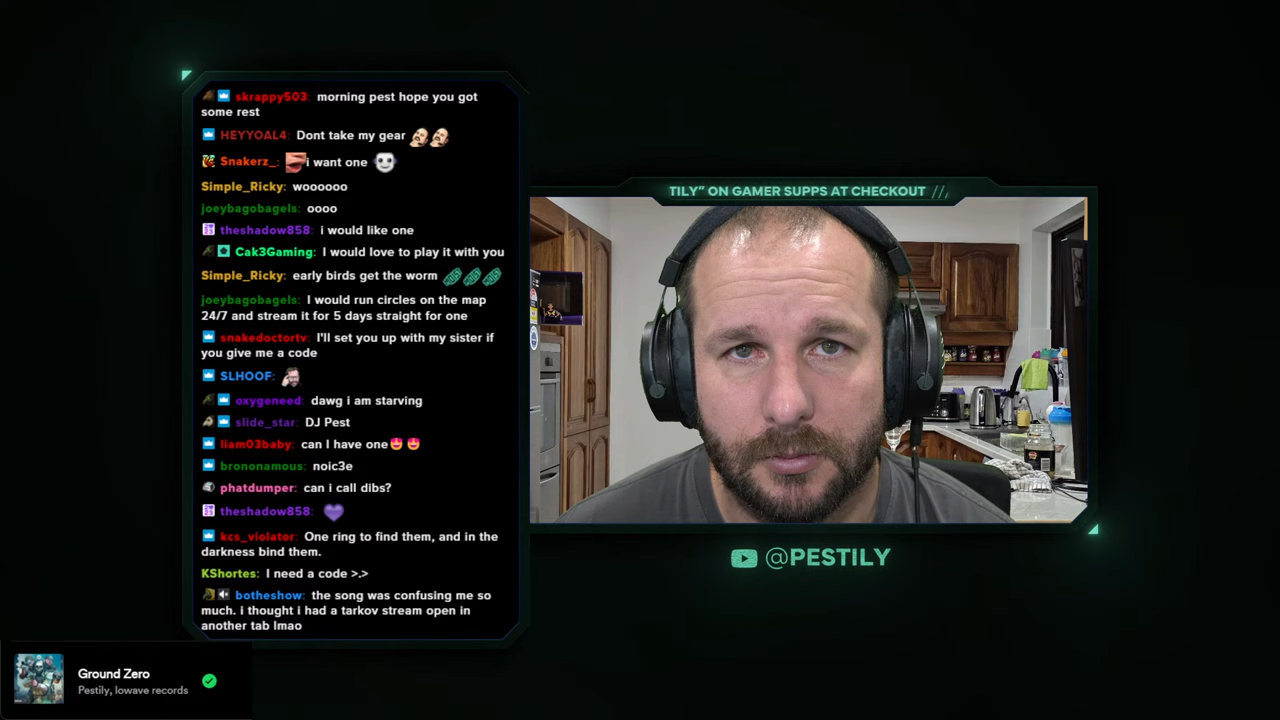 skrappy503: morning pest hope you got
some rest
HEYYOAL4: Dont take my gear
Snakerz_: i want one
Simple_Ricky: woooooo
joeybagobagels: oooo
theshadow858: i would like one
Cak3Gaming: I would love to play it with you
Simple_Ricky: early birds get the worm
joeybagobagels: I would run circles on the map
24/7 and stream it for 5 days straight for one
snakedoctortv: I'll set you up with my sister if
you give me a code
SLHOOF:
oxygeneed: dawg i am starving
slide_star: DJ Pest
liam03baby: can I have one
brononamous: noic3e
phatdumper: can i call dibs?
theshadow858:
kcs_violator: One ring to find them, and in the
darkness bind them.
KShortes: I need a code >.>
botheshow: the song was confusing me so
much. i thought i had a tarkov stream open in
another tab lmao
TILY" ON GAMER SUPPS AT CHECKOUT //,
@PESTILY
Ground Zero
Pestily, lowave records